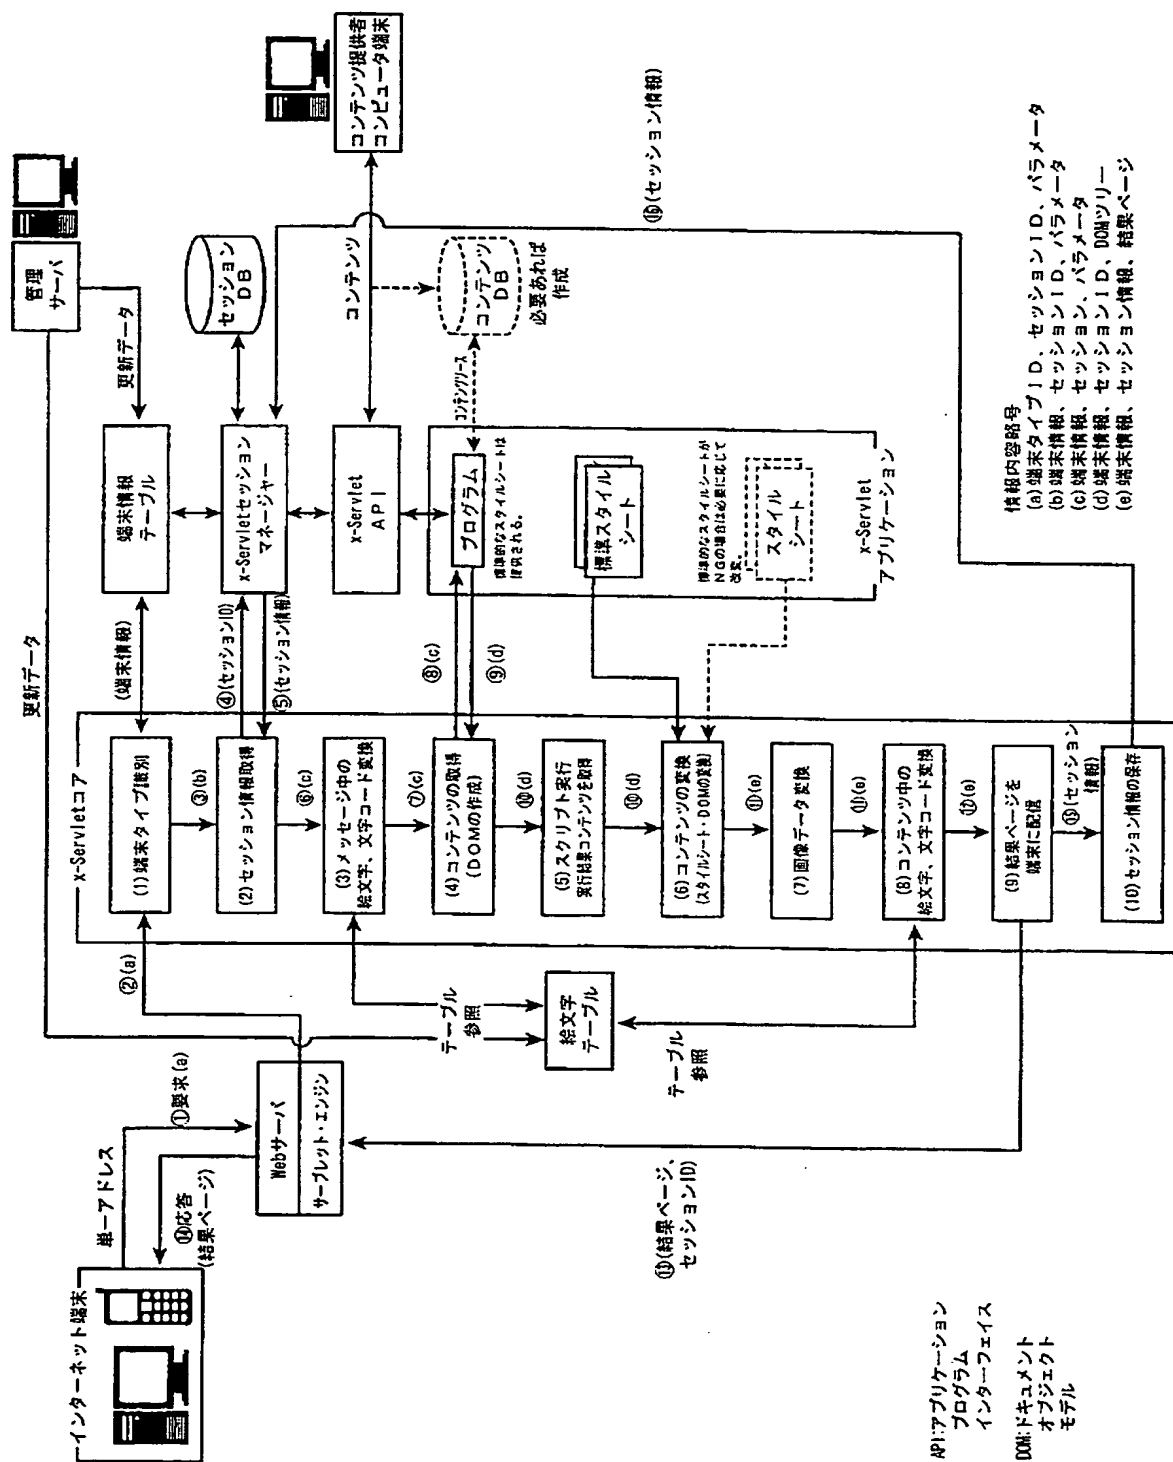 インターネット端末
単一アドレス
①要求(a)
⑭応答
(結果ページ)
Webサーバ
サーブレット・エンジン
②(a)
⑬(結果ページ、
セッションID)
更新データ
テーブル
参照
絵文字
テーブル
テーブル
参照
x-Servletコア
(1)端末タイプ識別
③(b)
(2)セッション情報取得
⑥(c)
(3)メッセージ中の
絵文字、文字コード変換
⑦(c)
(4)コンテンツの取得
(DOMの作成)
⑩(d)
(5)スクリプト実行
実行結果コンテンツを取得
⑩(d)
(6)コンテンツの変換
(スタイルシート・DOMの変換)
⑪(e)
(7)画像データ変換
⑪(e)
(8)コンテンツ中の
絵文字、文字コード変換
⑫(e)
(9)結果ページを
端末に配信
⑮(セッション
情報)
(10)セッション情報の保存
(端末情報)
④(セッションID)
⑤(セッション情報)
⑧(c)
⑨(d)
管理
サーバ
更新データ
端末情報
テーブル
x-Servletセッション
マネージャー
セッション
DB
x-Servlet
API
コンテンツ
コンテンツ提供者
コンピュータ端末
プログラム
標準的なスタイルシートは
提供される。
コンテンツソース
コンテンツ
DB
必要あれば
作成
標準スタイル
シート
標準的なスタイルシートが
NGの場合は必要に応じて
改変。
スタイル
シート
x-Servlet
アプリケーション
⑯(セッション情報)
情報内容略号
(a)端末タイプID、セッションID、パラメータ
(b)端末情報、セッションID、パラメータ
(c)端末情報、セッション、パラメータ
(d)端末情報、セッションID、DOMツリー
(e)端末情報、セッション情報、結果ページ
API:アプリケーション
プログラム
インターフェイス
DOM:ドキュメント
オブジェクト
モデル